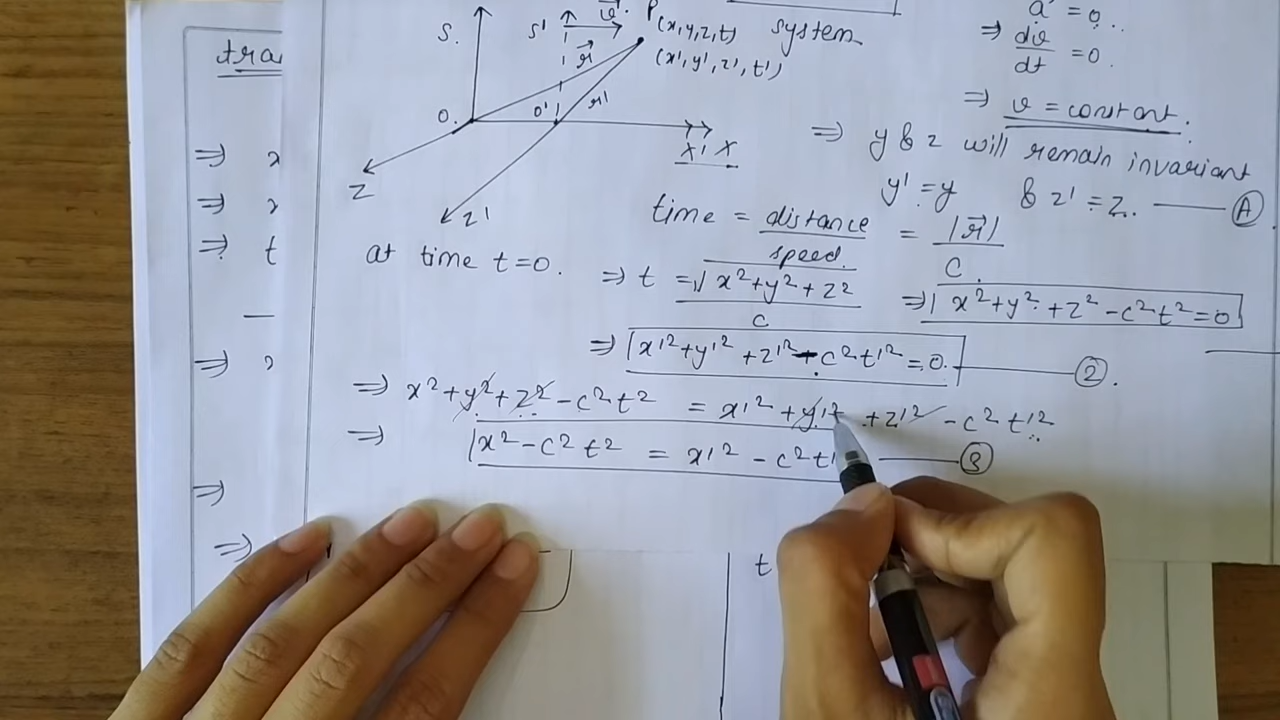 S.
S'
v⃗
P(x,y,z,t) system
(x',y',z',t')
r⃗
r'
O.
O'
X' X
Z
Z'
a = 0..
⇒ dv/dt = 0.
⇒ v = constant.
⇒ y & z will remain invariant
y' = y & z' = z. —— Ⓐ
time = distance/speed. = |r⃗|/C.
at time t=0.
⇒ t = √x²+y²+z²/c ⇒ x²+y²+z²-c²t²=0
⇒ x'²+y'²+z'²-c²t'²=0. —— ②.
⇒ x²+y²+z²-c²t² = x'²+y'²+z'²-c²t'²
⇒ x²-c²t² = x'²-c²t' —— ③
tra
⇒
⇒
⇒ t
⇒
⇒
⇒
t